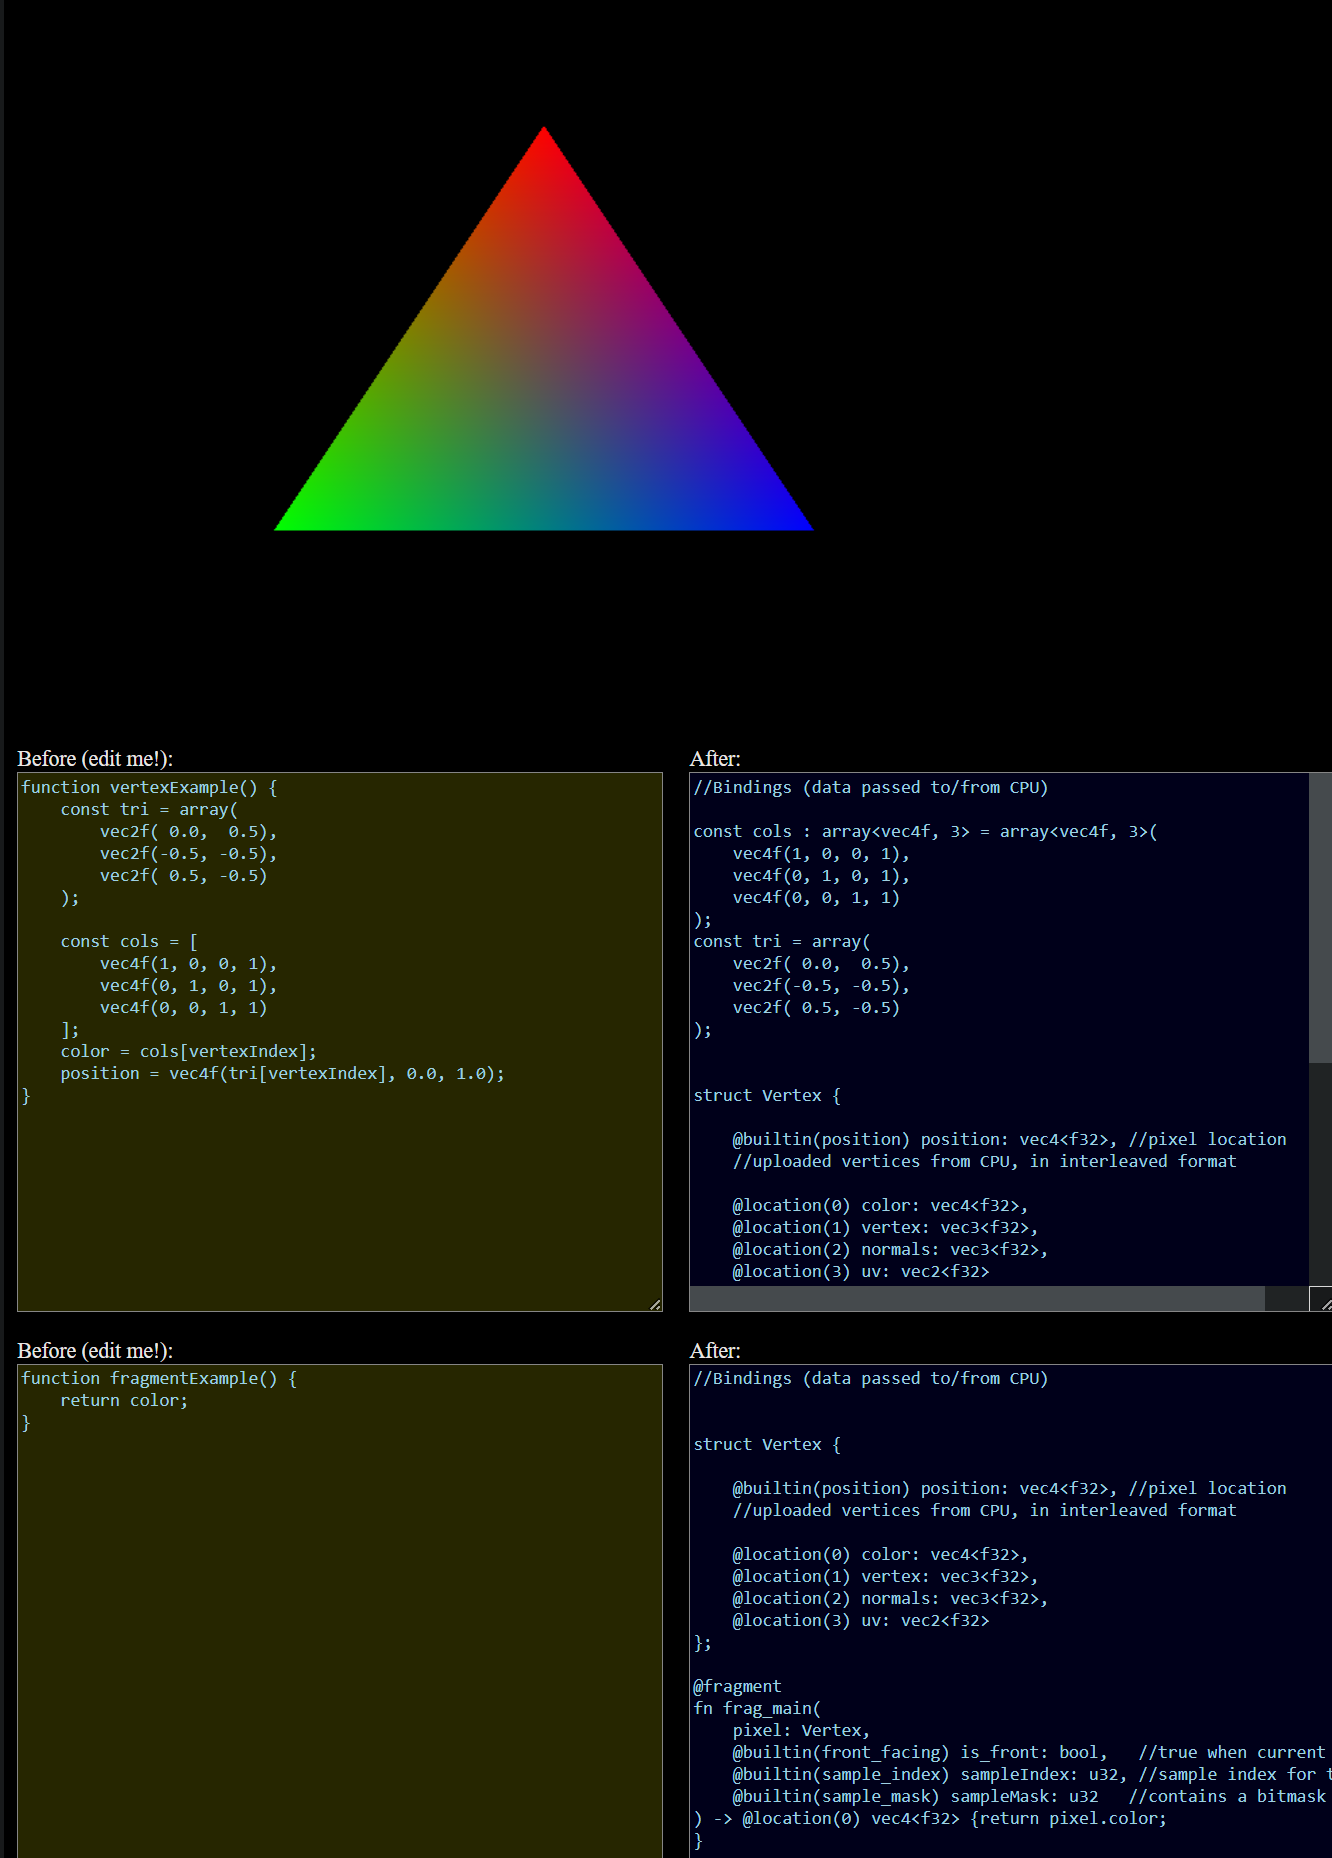 Before (edit me!):
function vertexExample() {
    const tri = array(
        vec2f( 0.0,  0.5),
        vec2f(-0.5, -0.5),
        vec2f( 0.5, -0.5)
    );

    const cols = [
        vec4f(1, 0, 0, 1),
        vec4f(0, 1, 0, 1),
        vec4f(0, 0, 1, 1)
    ];
    color = cols[vertexIndex];
    position = vec4f(tri[vertexIndex], 0.0, 1.0);
}
After:
//Bindings (data passed to/from CPU)

const cols : array<vec4f, 3> = array<vec4f, 3>(
    vec4f(1, 0, 0, 1),
    vec4f(0, 1, 0, 1),
    vec4f(0, 0, 1, 1)
);
const tri = array(
    vec2f( 0.0,  0.5),
    vec2f(-0.5, -0.5),
    vec2f( 0.5, -0.5)
);

struct Vertex {

    @builtin(position) position: vec4<f32>, //pixel location
    //uploaded vertices from CPU, in interleaved format

    @location(0) color: vec4<f32>,
    @location(1) vertex: vec3<f32>,
    @location(2) normals: vec3<f32>,
    @location(3) uv: vec2<f32>
Before (edit me!):
function fragmentExample() {
    return color;
}
After:
//Bindings (data passed to/from CPU)

struct Vertex {

    @builtin(position) position: vec4<f32>, //pixel location
    //uploaded vertices from CPU, in interleaved format

    @location(0) color: vec4<f32>,
    @location(1) vertex: vec3<f32>,
    @location(2) normals: vec3<f32>,
    @location(3) uv: vec2<f32>
};

@fragment
fn frag_main(
    pixel: Vertex,
    @builtin(front_facing) is_front: bool,   //true when current
    @builtin(sample_index) sampleIndex: u32, //sample index for
    @builtin(sample_mask) sampleMask: u32   //contains a bitmask
) -> @location(0) vec4<f32> {return pixel.color;
}